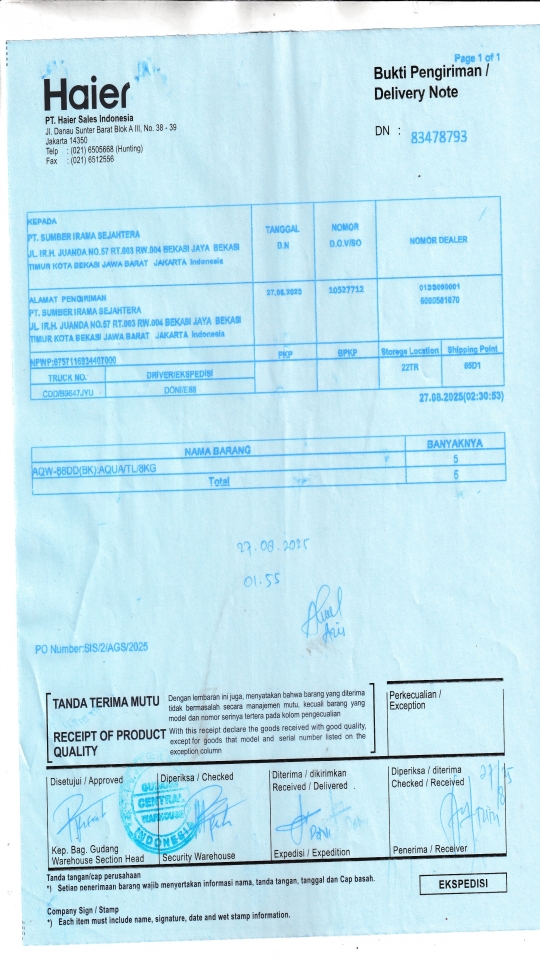 Page 1 of 1
Haier
Bukti Pengiriman /
Delivery Note
PT. Haier Sales Indonesia
Jl. Danau Sunter Barat Blok A III, No. 38 - 39
Jakarta 14350
Telp : (021) 6505868 (Hunting)
Fax : (021) 6512556
DN : 83478793
KEPADA
PT. SUMBER IRAMA SEJAHTERA
JL. IR.H. JUANDA NO.57 RT.003 RW.004 BEKASI JAYA BEKASI
TIMUR KOTA BEKASI JAWA BARAT JAKARTA Indonesia
TANGGAL
D.N
NOMOR
D.O.V/SO
NOMOR DEALER
ALAMAT PENGIRIMAN
PT. SUMBER IRAMA SEJAHTERA
JL. IR.H. JUANDA NO.57 RT.003 RW.004 BEKASI JAYA BEKASI
TIMUR KOTA BEKASI JAWA BARAT JAKARTA Indonesia
27.08.2025
PKP
BPKP
Storege Location
Shipping Point
TRUCK NO.
DRIVER/EKSPEDISI
22TR
CDD/B9647JYU
DONI/E88
27.08.2025(02:30:53)
NAMA BARANG
BANYAKNYA
AQW-88DD(BK):AQUA/TL/8KG
5
Total
5
27.08.2025
01.55
PO Number:SIS/2/AGS/2025
TANDA TERIMA MUTU
Dengan lembaran ini juga, menyatakan bahwa barang yang diterima
tidak bermasalah secara manajemen mutu, kecuali barang yang
model dan nomor serinya tertera pada kolom pengecualian
RECEIPT OF PRODUCT
QUALITY
With this receipt declare the goods received with good quality,
except for goods that model and serial number listed on the
exception column
Perkecualian /
Exception
Disetujui / Approved
Diperiksa / Checked
Diterima / dikirimkan
Received / Delivered
Diperiksa / diterima
Checked / Received
GUDANG
CENTRAL
WAREHOUSE
INDONESIA
Kep. Bag. Gudang
Warehouse Section Head
Security Warehouse
Expedisi / Expedition
Penerima / Receiver
Tanda tangan/cap perusahaan
*) Setiao penerimaan barang wajib menyertakan informasi nama, tanda tangan, tanggal dan Cap basah.
EKSPEDISI
Company Sign / Stamp
*) Each item must include name, signature, date and wet stamp information.